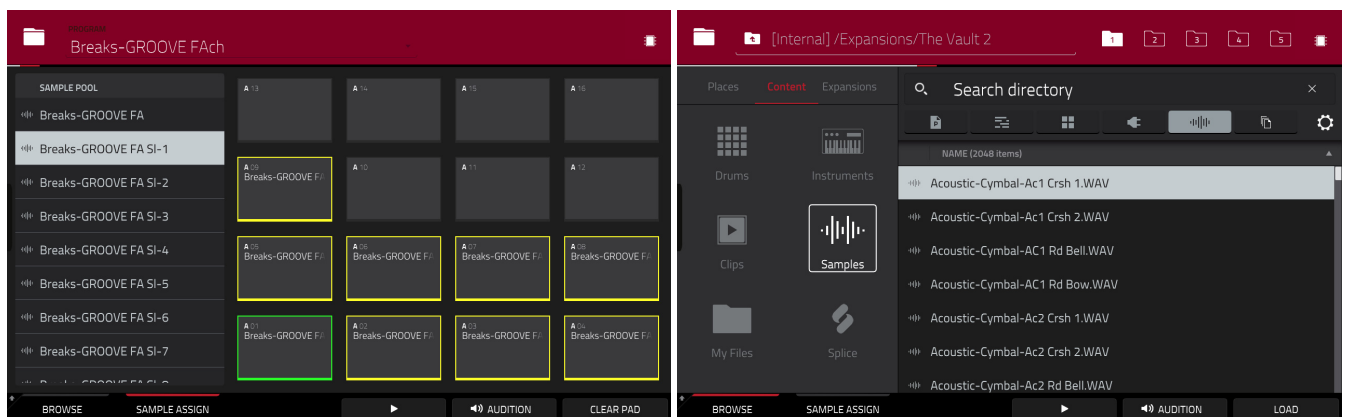 PROGRAM
Breaks-GROOVE FAch
SAMPLE POOL
Breaks-GROOVE FA
Breaks-GROOVE FA Sl-1
Breaks-GROOVE FA Sl-2
Breaks-GROOVE FA Sl-3
Breaks-GROOVE FA Sl-4
Breaks-GROOVE FA Sl-5
Breaks-GROOVE FA Sl-6
Breaks-GROOVE FA Sl-7
A 13 A 14 A 15 A 16
A 09 A 10 A 11 A 12
Breaks-GROOVE FA
A 05 A 06 A 07 A 08
Breaks-GROOVE FA Breaks-GROOVE FA Breaks-GROOVE FA Breaks-GROOVE FA
A 01 A 02 A 03 A 04
Breaks-GROOVE FA Breaks-GROOVE FA Breaks-GROOVE FA Breaks-GROOVE FA
BROWSE SAMPLE ASSIGN AUDITION CLEAR PAD
[Internal] /Expansions/The Vault 2 1 2 3 4 5
Places Content Expansions
Drums Instruments
Clips Samples
My Files Splice
Search directory
NAME (2048 items)
Acoustic-Cymbal-Ac1 Crsh 1.WAV
Acoustic-Cymbal-Ac1 Crsh 2.WAV
Acoustic-Cymbal-AC1 Rd Bell.WAV
Acoustic-Cymbal-AC1 Rd Bow.WAV
Acoustic-Cymbal-Ac2 Crsh 1.WAV
Acoustic-Cymbal-Ac2 Crsh 2.WAV
Acoustic-Cymbal-Ac2 Rd Bell.WAV
BROWSE SAMPLE ASSIGN AUDITION LOAD